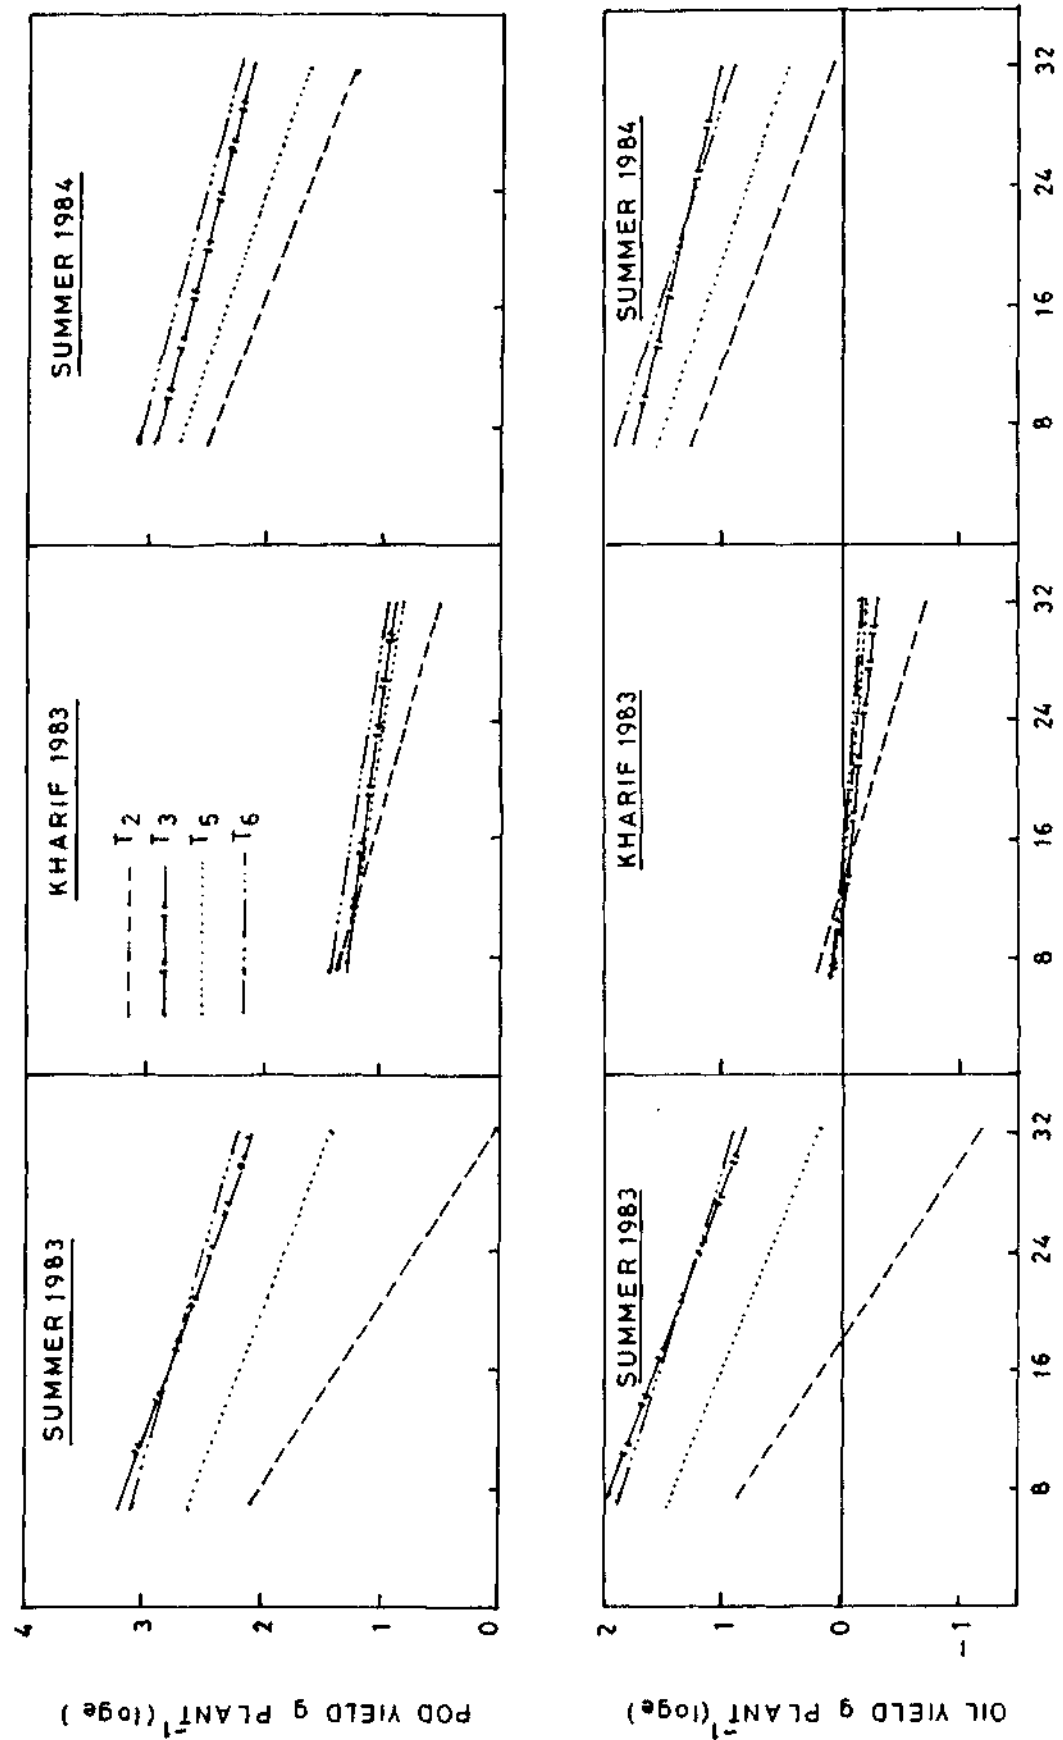 POD YIELD g PLANT⁻¹ (loge)
4
3
2
1
0
SUMMER 1983
KHARIF 1983
T2
T3
T5
T6
SUMMER 1984
OIL YIELD g PLANT⁻¹ (loge)
2
1
0
-1
SUMMER 1983
KHARIF 1983
SUMMER 1984
8 16 24 32 8 16 24 32 8 16 24 32